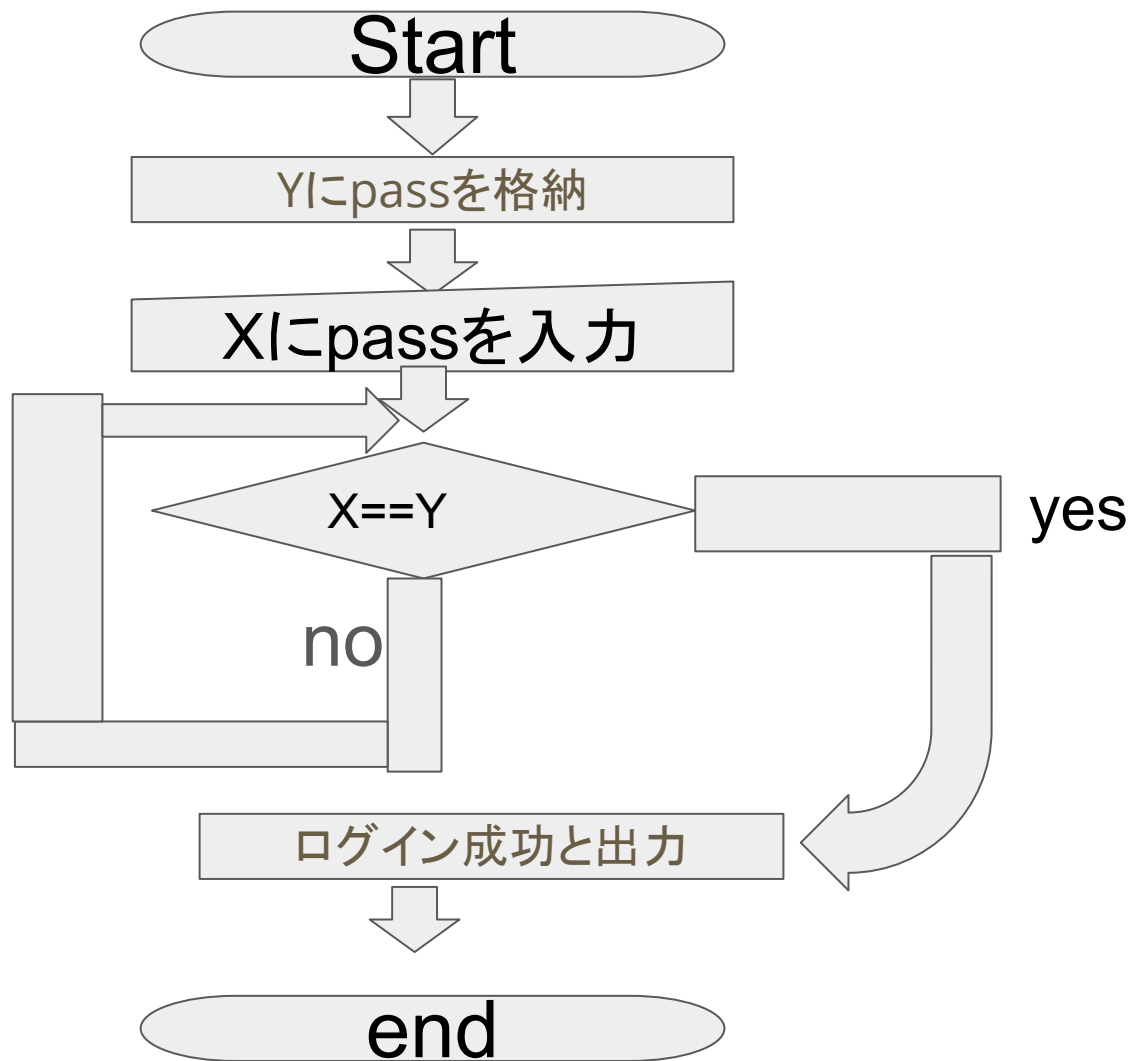 Start
Yにpassを格納
Xにpassを入力
X==Y
yes
no
ログイン成功と出力
end